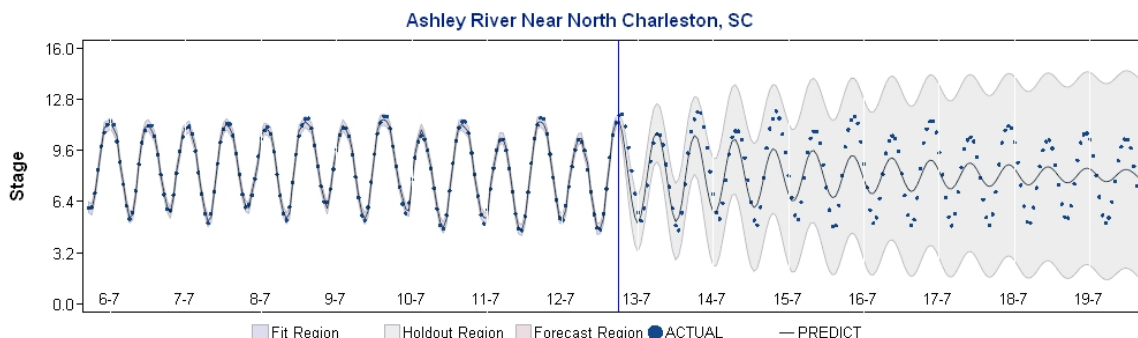 Ashley River Near North Charleston, SC
16.0
12.8
9.6
6.4
3.2
0.0
Stage
6-7 7-7 8-7 9-7 10-7 11-7 12-7 13-7 14-7 15-7 16-7 17-7 18-7 19-7
Fit Region Holdout Region Forecast Region ACTUAL PREDICT